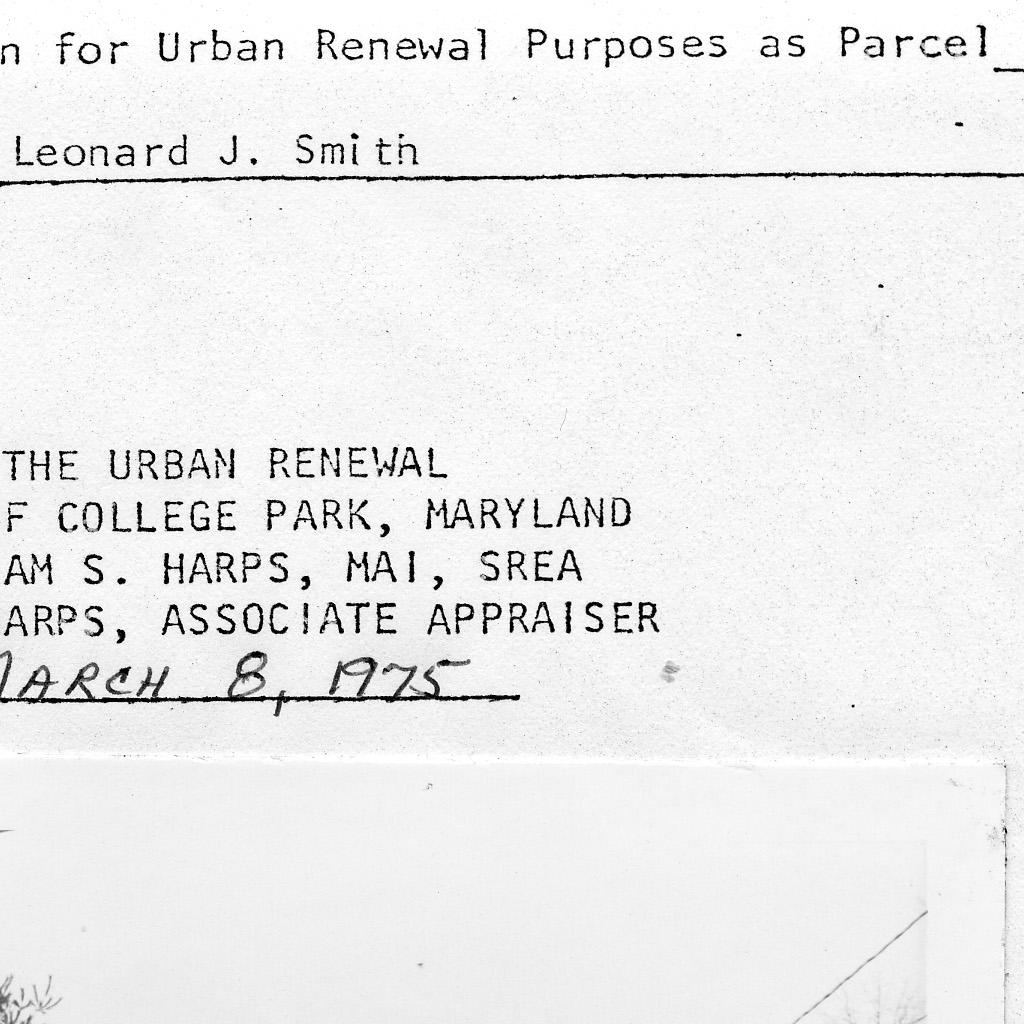 n for Urban Renewal Purposes as Parcel
Leonard J. Smith
THE URBAN RENEWAL
F COLLEGE PARK, MARYLAND
AM S. HARPS, MAI, SREA
ARPS, ASSOCIATE APPRAISER
MARCH 8, 1975